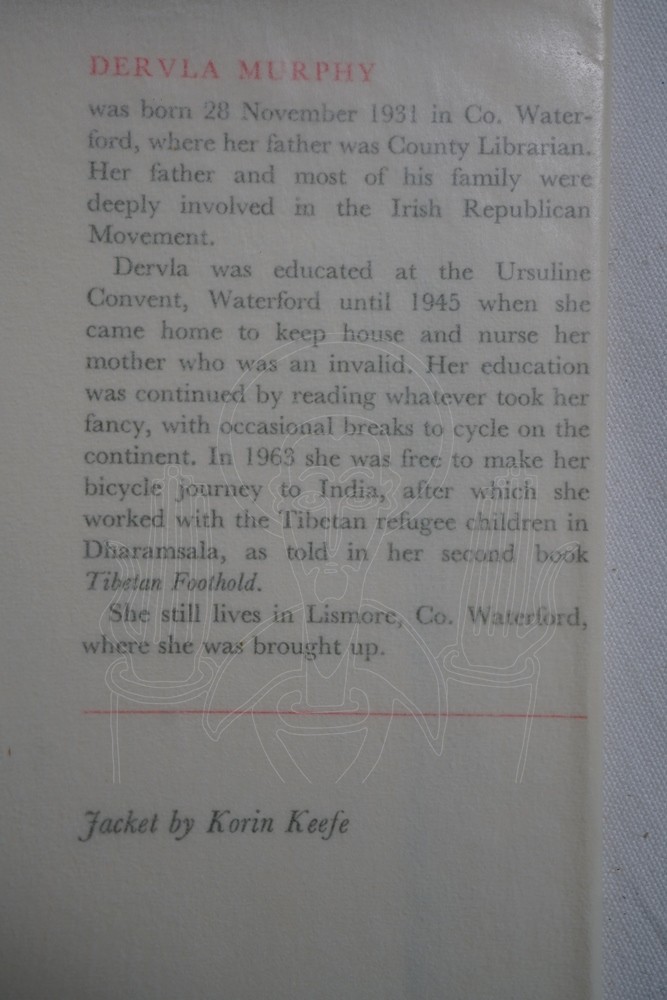 DERVLA MURPHY
was born 28 November 1931 in Co. Water-
ford, where her father was County Librarian.
Her father and most of his family were
deeply involved in the Irish Republican
Movement.
Dervla was educated at the Ursuline
Convent, Waterford until 1945 when she
came home to keep house and nurse her
mother who was an invalid. Her education
was continued by reading whatever took her
fancy, with occasional breaks to cycle on the
continent. In 1963 she was free to make her
bicycle journey to India, after which she
worked with the Tibetan refugee children in
Dharamsala, as told in her second book
Tibetan Foothold.
She still lives in Lismore, Co. Waterford,
where she was brought up.
Jacket by Korin Keefe